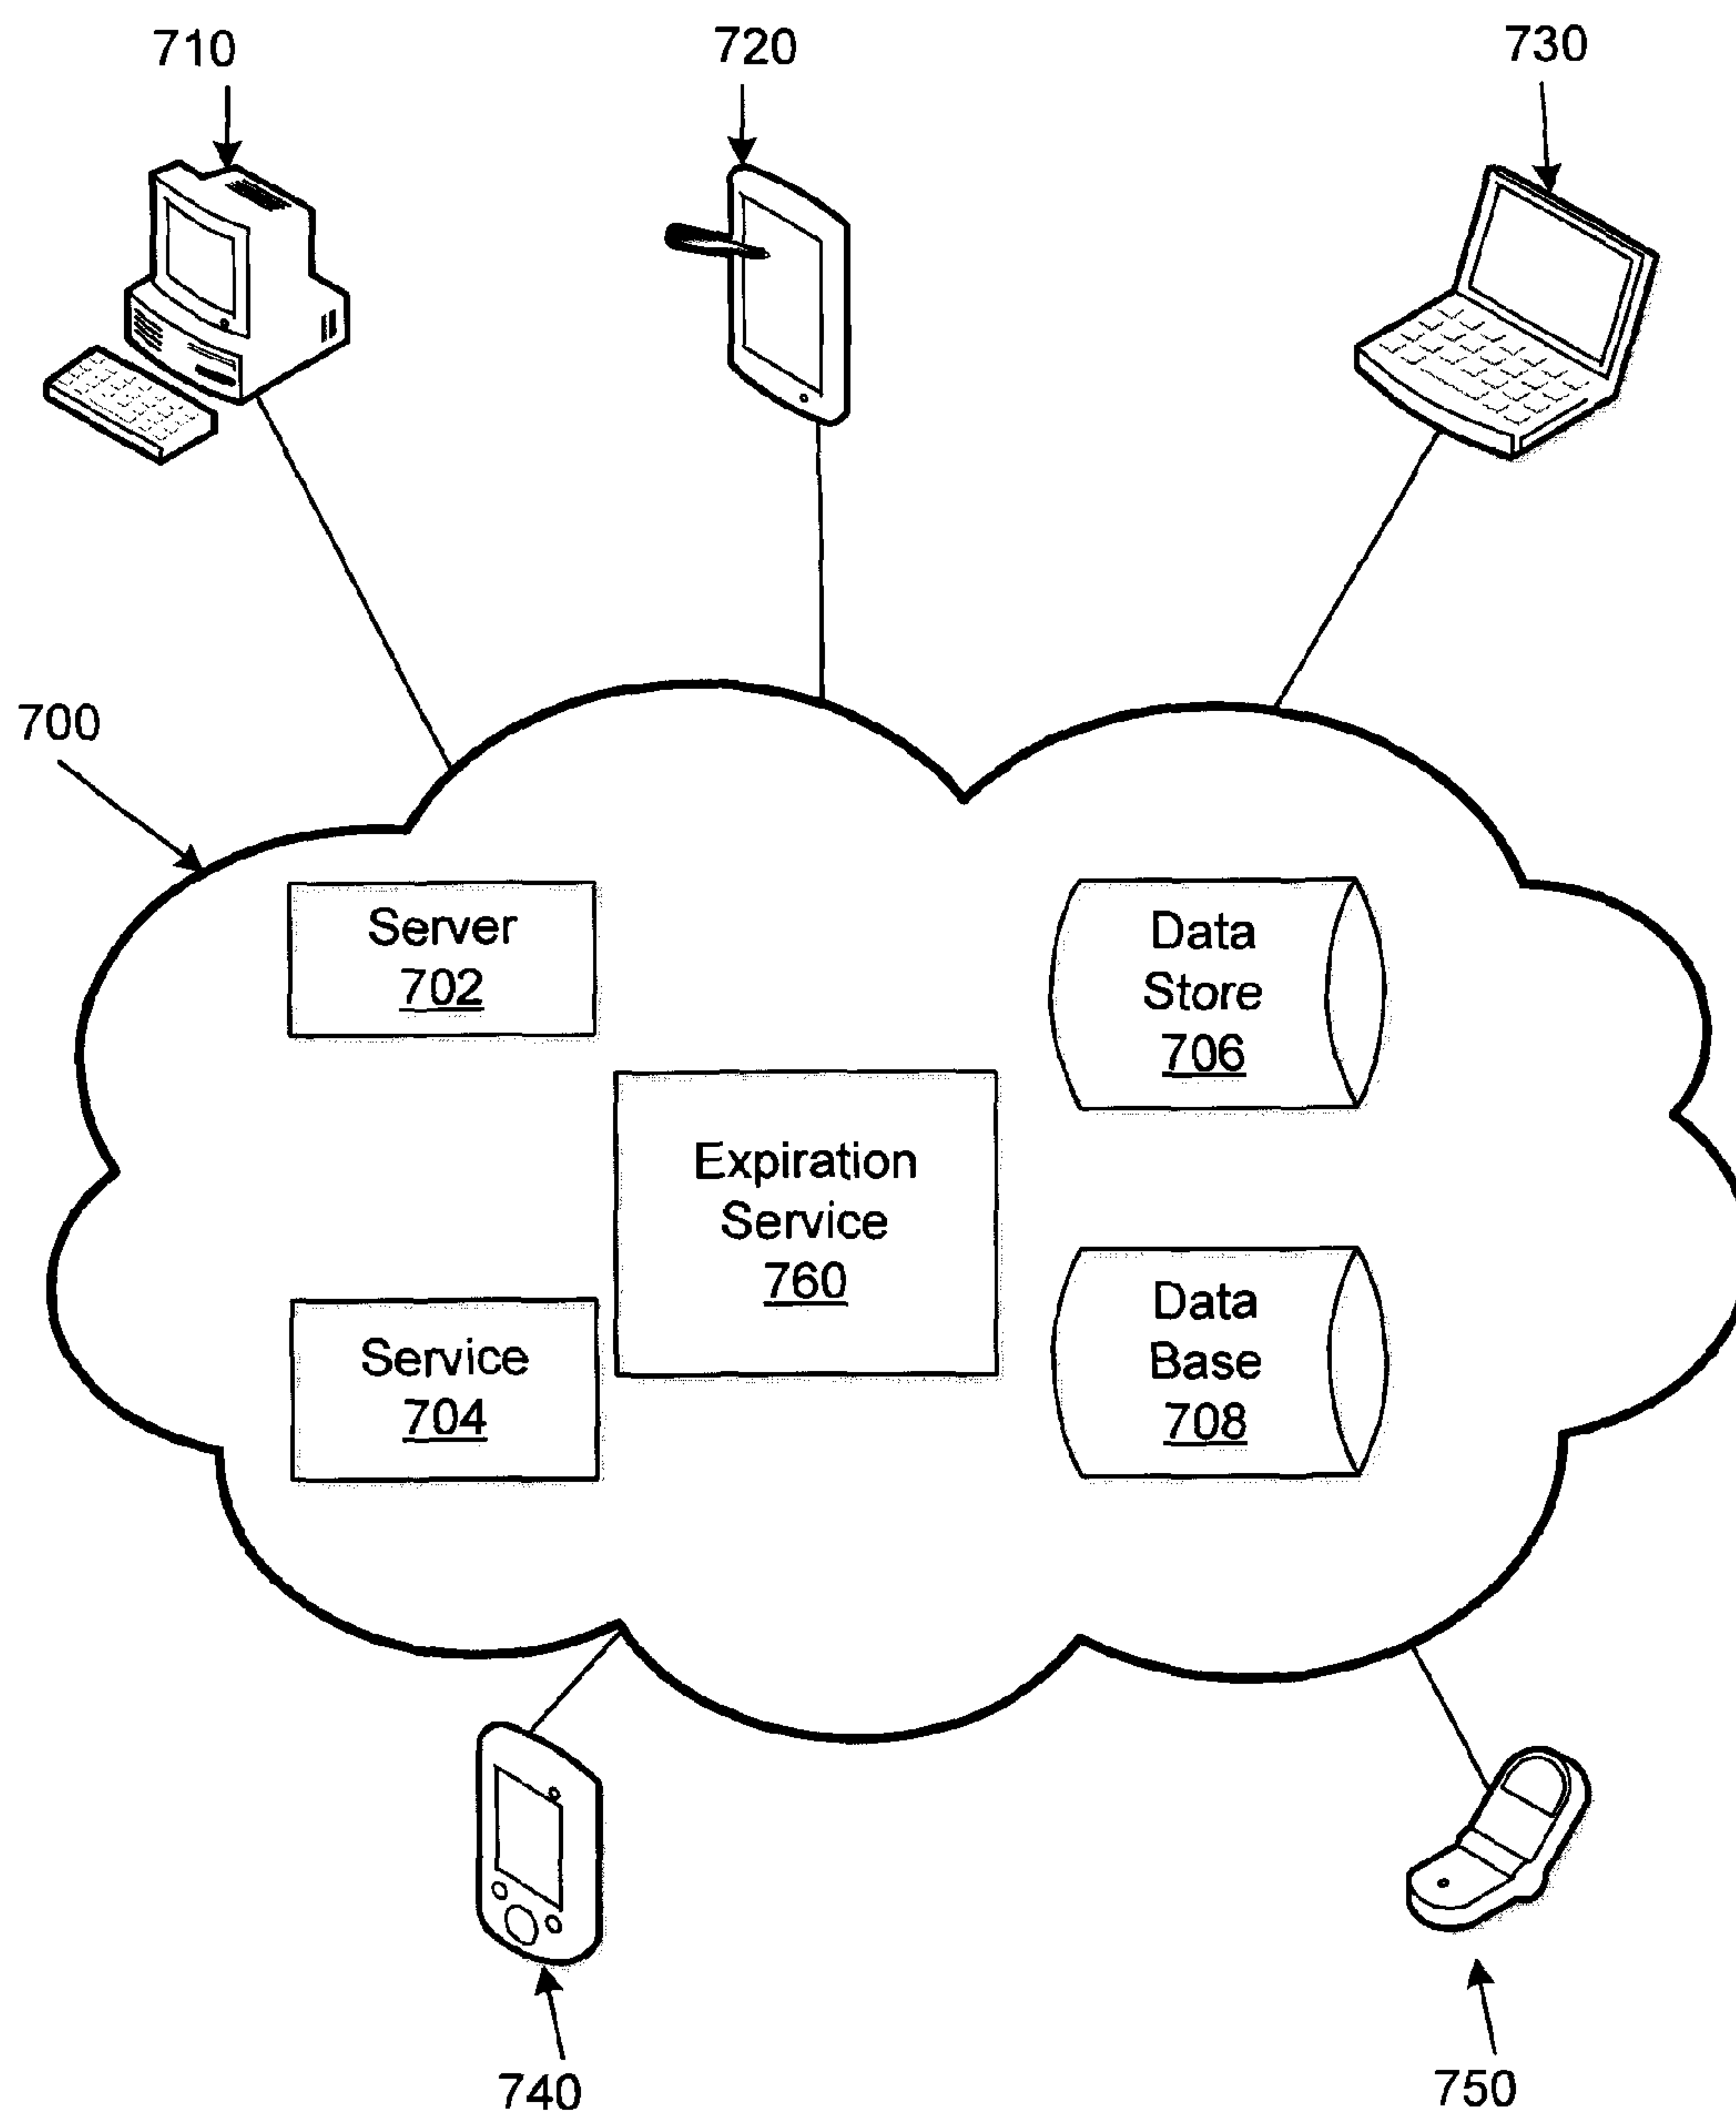 710
720
730
700
Server
702
Data
Store
706
Expiration
Service
760
Service
704
Data
Base
708
740
750